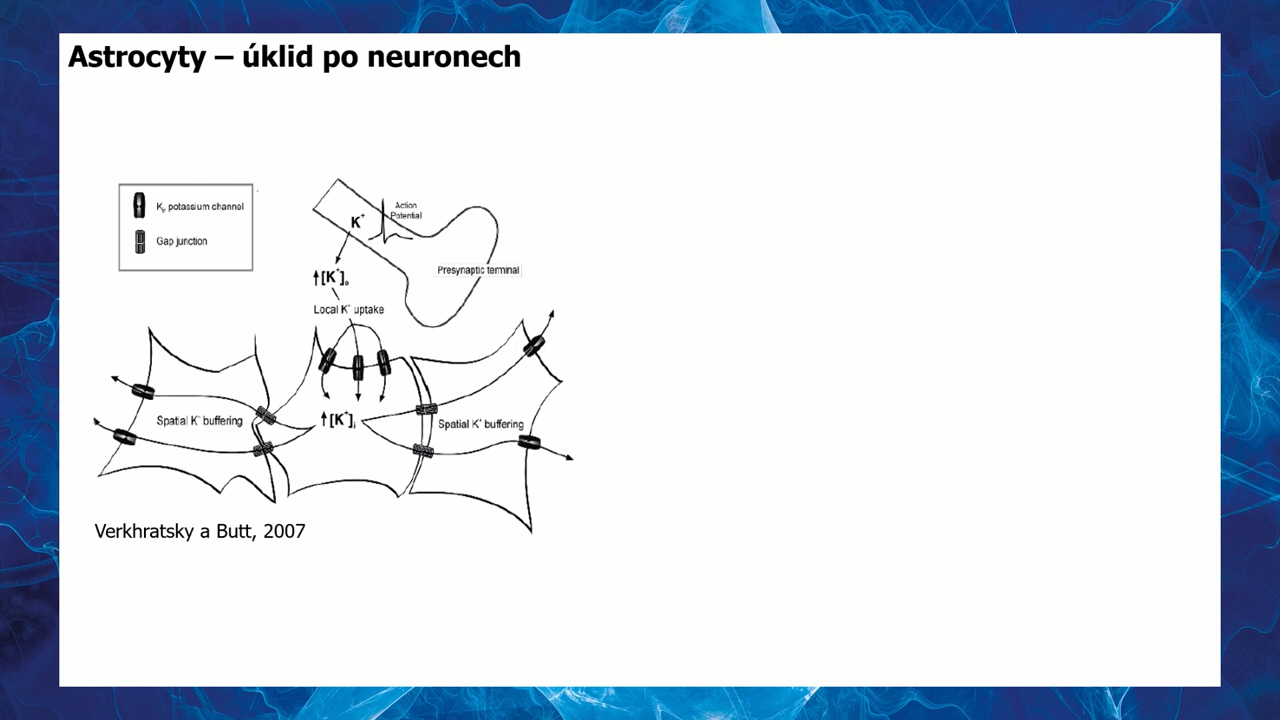 Astrocyty – úklid po neuronech
Kir potassium channel
Gap junction
K+
Action
Potential
Presynaptic terminal
↑[K+]o
Local K+ uptake
↑[K+]i
Spatial K+ buffering
Spatial K+ buffering
Verkhratsky a Butt, 2007